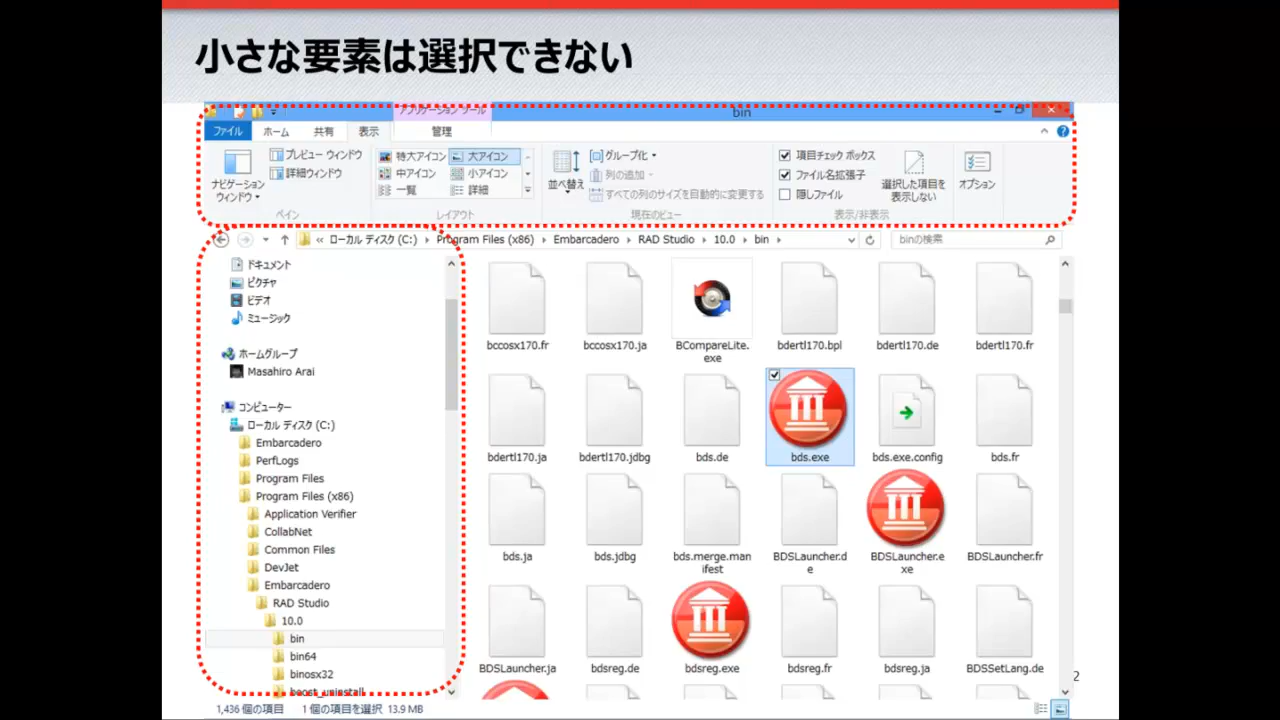 小さな要素は選択できない
アプリケーション ツール
bin
ファイル ホーム 共有 表示 管理
ナビゲーション
ウィンドウ
プレビュー ウィンドウ
詳細ウィンドウ
ペイン
特大アイコン 大アイコン
中アイコン 小アイコン
一覧 詳細
レイアウト
並べ替え
グループ化
列の追加
すべての列のサイズを自動的に変更する
現在のビュー
項目チェック ボックス
ファイル名拡張子
隠しファイル
選択した項目を
表示しない
表示/非表示
オプション
« ローカル ディスク (C:) Program Files (x86) Embarcadero RAD Studio 10.0 bin
binの検索
ドキュメント
ピクチャ
ビデオ
ミュージック
ホームグループ
Masahiro Arai
コンピューター
ローカル ディスク (C:)
Embarcadero
PerfLogs
Program Files
Program Files (x86)
Application Verifier
CollabNet
Common Files
DevJet
Embarcadero
RAD Studio
10.0
bin
bin64
binosx32
boost_uninstall
bccosx170.fr
bccosx170.ja
BCompareLite.
exe
bdertl170.bpl
bdertl170.de
bdertl170.fr
bdertl170.ja
bdertl170.jdbg
bds.de
bds.exe
bds.exe.config
bds.fr
bds.ja
bds.jdbg
bds.merge.man
ifest
BDSLauncher.d
e
BDSLauncher.e
xe
BDSLauncher.fr
BDSLauncher.ja
bdsreg.de
bdsreg.exe
bdsreg.fr
bdsreg.ja
BDSSetLang.de
2
1,436 個の項目 1 個の項目を選択 13.9 MB